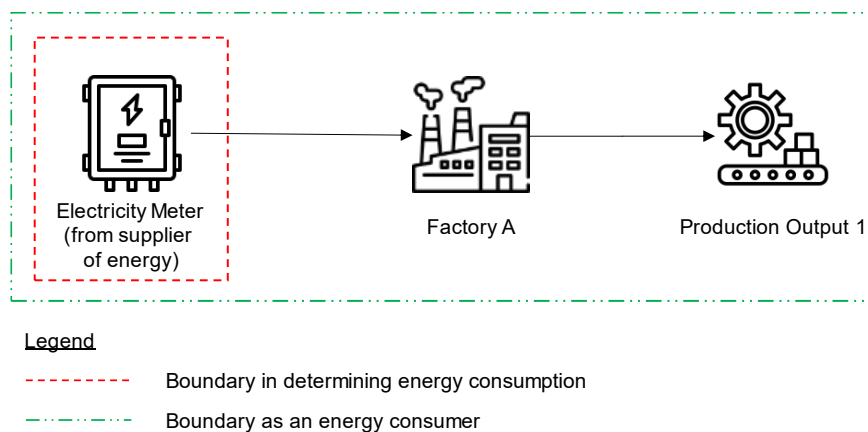 Electricity Meter
(from supplier
of energy)
Factory A
Production Output 1
Legend
Boundary in determining energy consumption
Boundary as an energy consumer